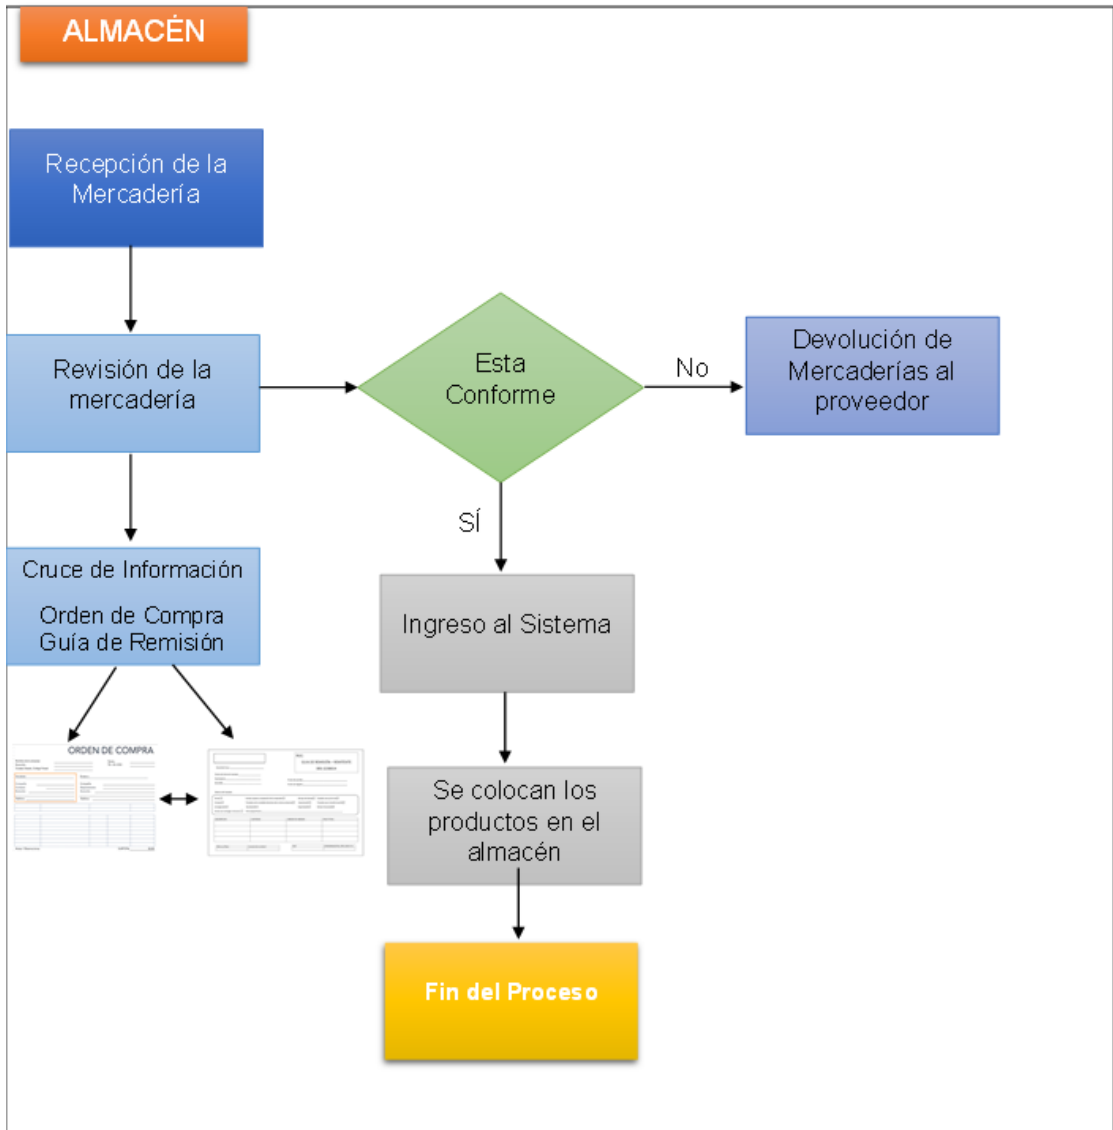 ALMACÉN
Recepción de la
Mercadería
Revisión de la
mercadería
Esta
Conforme
No
Devolución de
Mercaderías al
proveedor
SÍ
Cruce de Información
Orden de Compra
Guía de Remisión
Ingreso al Sistema
ORDEN DE COMPRA
Se colocan los
productos en el
almacén
Fin del Proceso